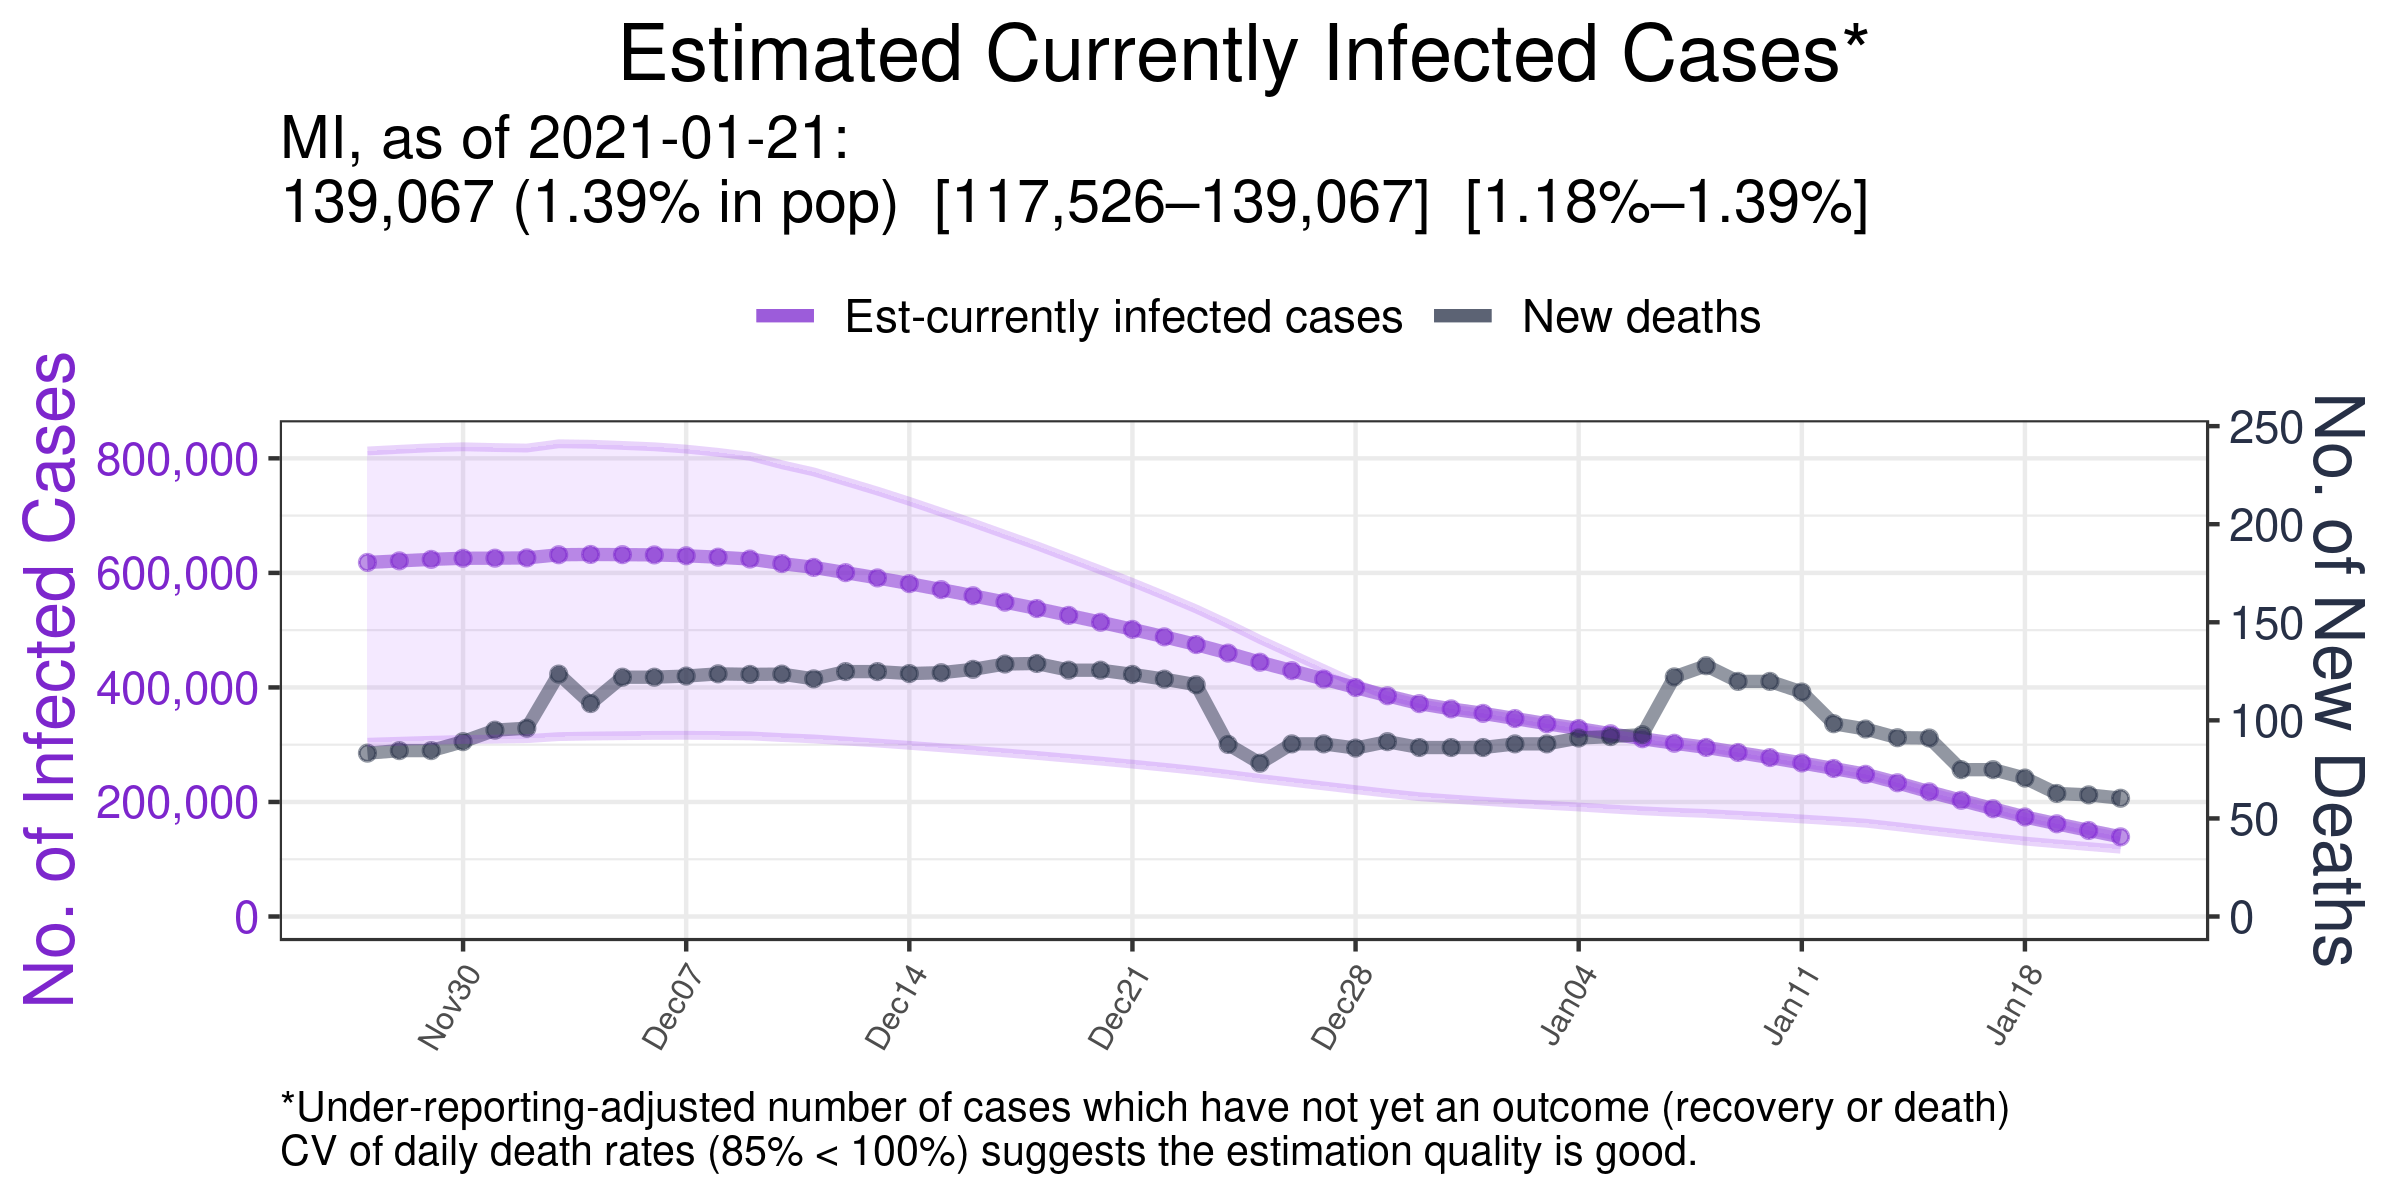 Estimated Currently Infected Cases*
MI, as of 2021-01-21:
139,067 (1.39% in pop) [117,526–139,067] [1.18%–1.39%]
Est-currently infected cases
New deaths
No. of Infected Cases
800,000
600,000
400,000
200,000
0
250
200
150
100
50
0
No. of New Deaths
Nov30
Dec07
Dec14
Dec21
Dec28
Jan04
Jan11
Jan18
*Under-reporting-adjusted number of cases which have not yet an outcome (recovery or death)
CV of daily death rates (85% < 100%) suggests the estimation quality is good.